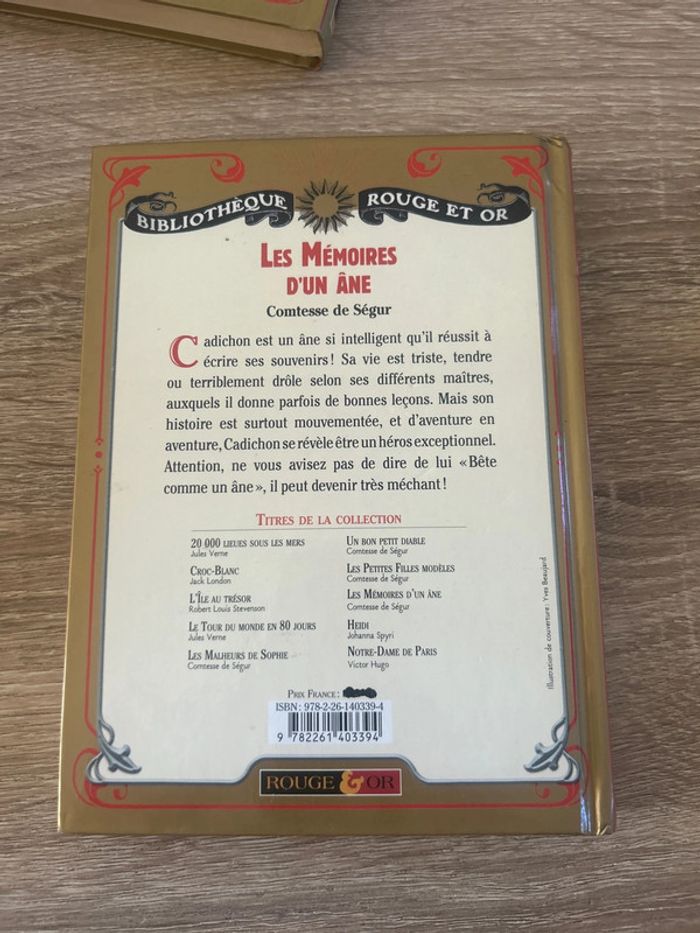 BIBLIOTHÈQUE ROUGE ET OR
LES MÉMOIRES
D'UN ÂNE
Comtesse de Ségur
Cadichon est un âne si intelligent qu'il réussit à
écrire ses souvenirs ! Sa vie est triste, tendre
ou terriblement drôle selon ses différents maîtres,
auxquels il donne parfois de bonnes leçons. Mais son
histoire est surtout mouvementée, et d'aventure en
aventure, Cadichon se révèle être un héros exceptionnel.
Attention, ne vous avisez pas de dire de lui « Bête
comme un âne », il peut devenir très méchant !
TITRES DE LA COLLECTION
20 000 LIEUES SOUS LES MERS
Jules Verne
CROC-BLANC
Jack London
L'ÎLE AU TRÉSOR
Robert Louis Stevenson
LE TOUR DU MONDE EN 80 JOURS
Jules Verne
LES MALHEURS DE SOPHIE
Comtesse de Ségur
UN BON PETIT DIABLE
Comtesse de Ségur
LES PETITES FILLES MODÈLES
Comtesse de Ségur
LES MÉMOIRES D'UN ÂNE
Comtesse de Ségur
HEIDI
Johanna Spyri
NOTRE-DAME DE PARIS
Victor Hugo
Illustration de couverture : Yves Beaujard
PRIX FRANCE :
ISBN : 978-2-26-140339-4
9 782261 403394
ROUGE & OR